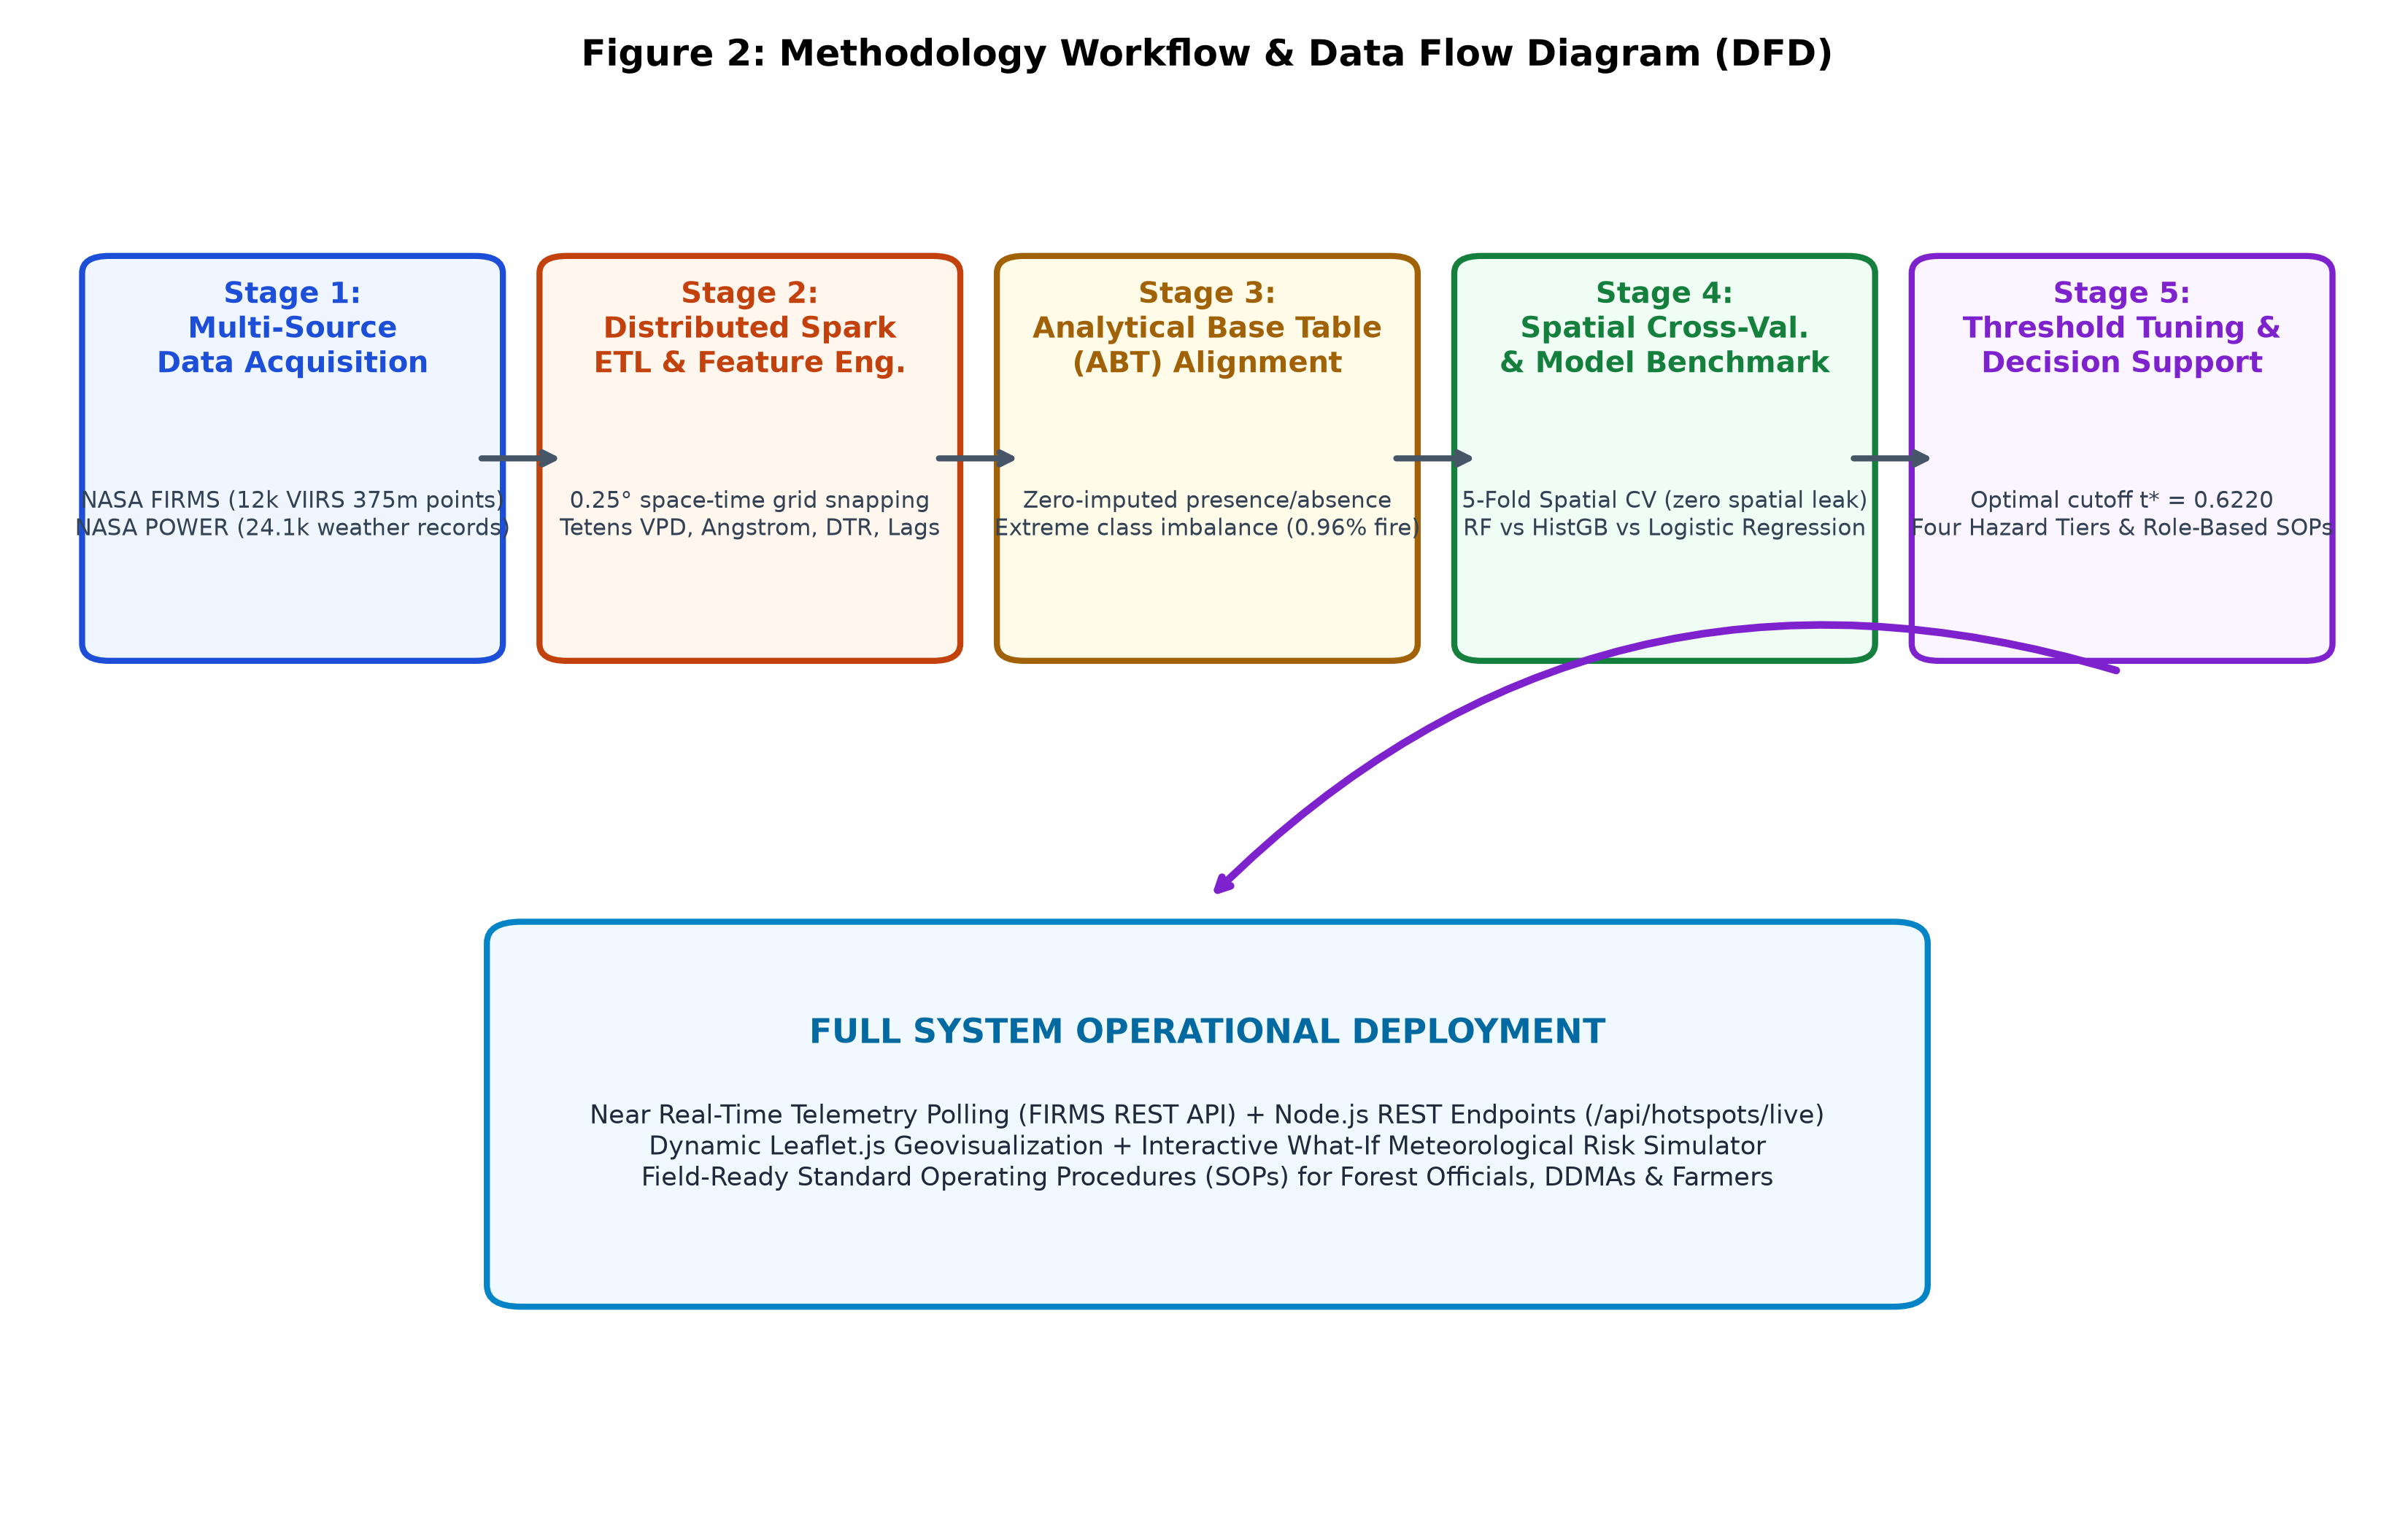 Figure 2: Methodology Workflow & Data Flow Diagram (DFD)
Stage 1:
Multi-Source
Data Acquisition
NASA FIRMS (12k VIIRS 375m points)
NASA POWER (24.1k weather records)
Stage 2:
Distributed Spark
ETL & Feature Eng.
0.25° space-time grid snapping
Tetens VPD, Angstrom, DTR, Lags
Stage 3:
Analytical Base Table
(ABT) Alignment
Zero-imputed presence/absence
Extreme class imbalance (0.96% fire)
Stage 4:
Spatial Cross-Val.
& Model Benchmark
5-Fold Spatial CV (zero spatial leak)
RF vs HistGB vs Logistic Regression
Stage 5:
Threshold Tuning &
Decision Support
Optimal cutoff t* = 0.6220
Four Hazard Tiers & Role-Based SOPs
FULL SYSTEM OPERATIONAL DEPLOYMENT
Near Real-Time Telemetry Polling (FIRMS REST API) + Node.js REST Endpoints (/api/hotspots/live)
Dynamic Leaflet.js Geovisualization + Interactive What-If Meteorological Risk Simulator
Field-Ready Standard Operating Procedures (SOPs) for Forest Officials, DDMAs & Farmers